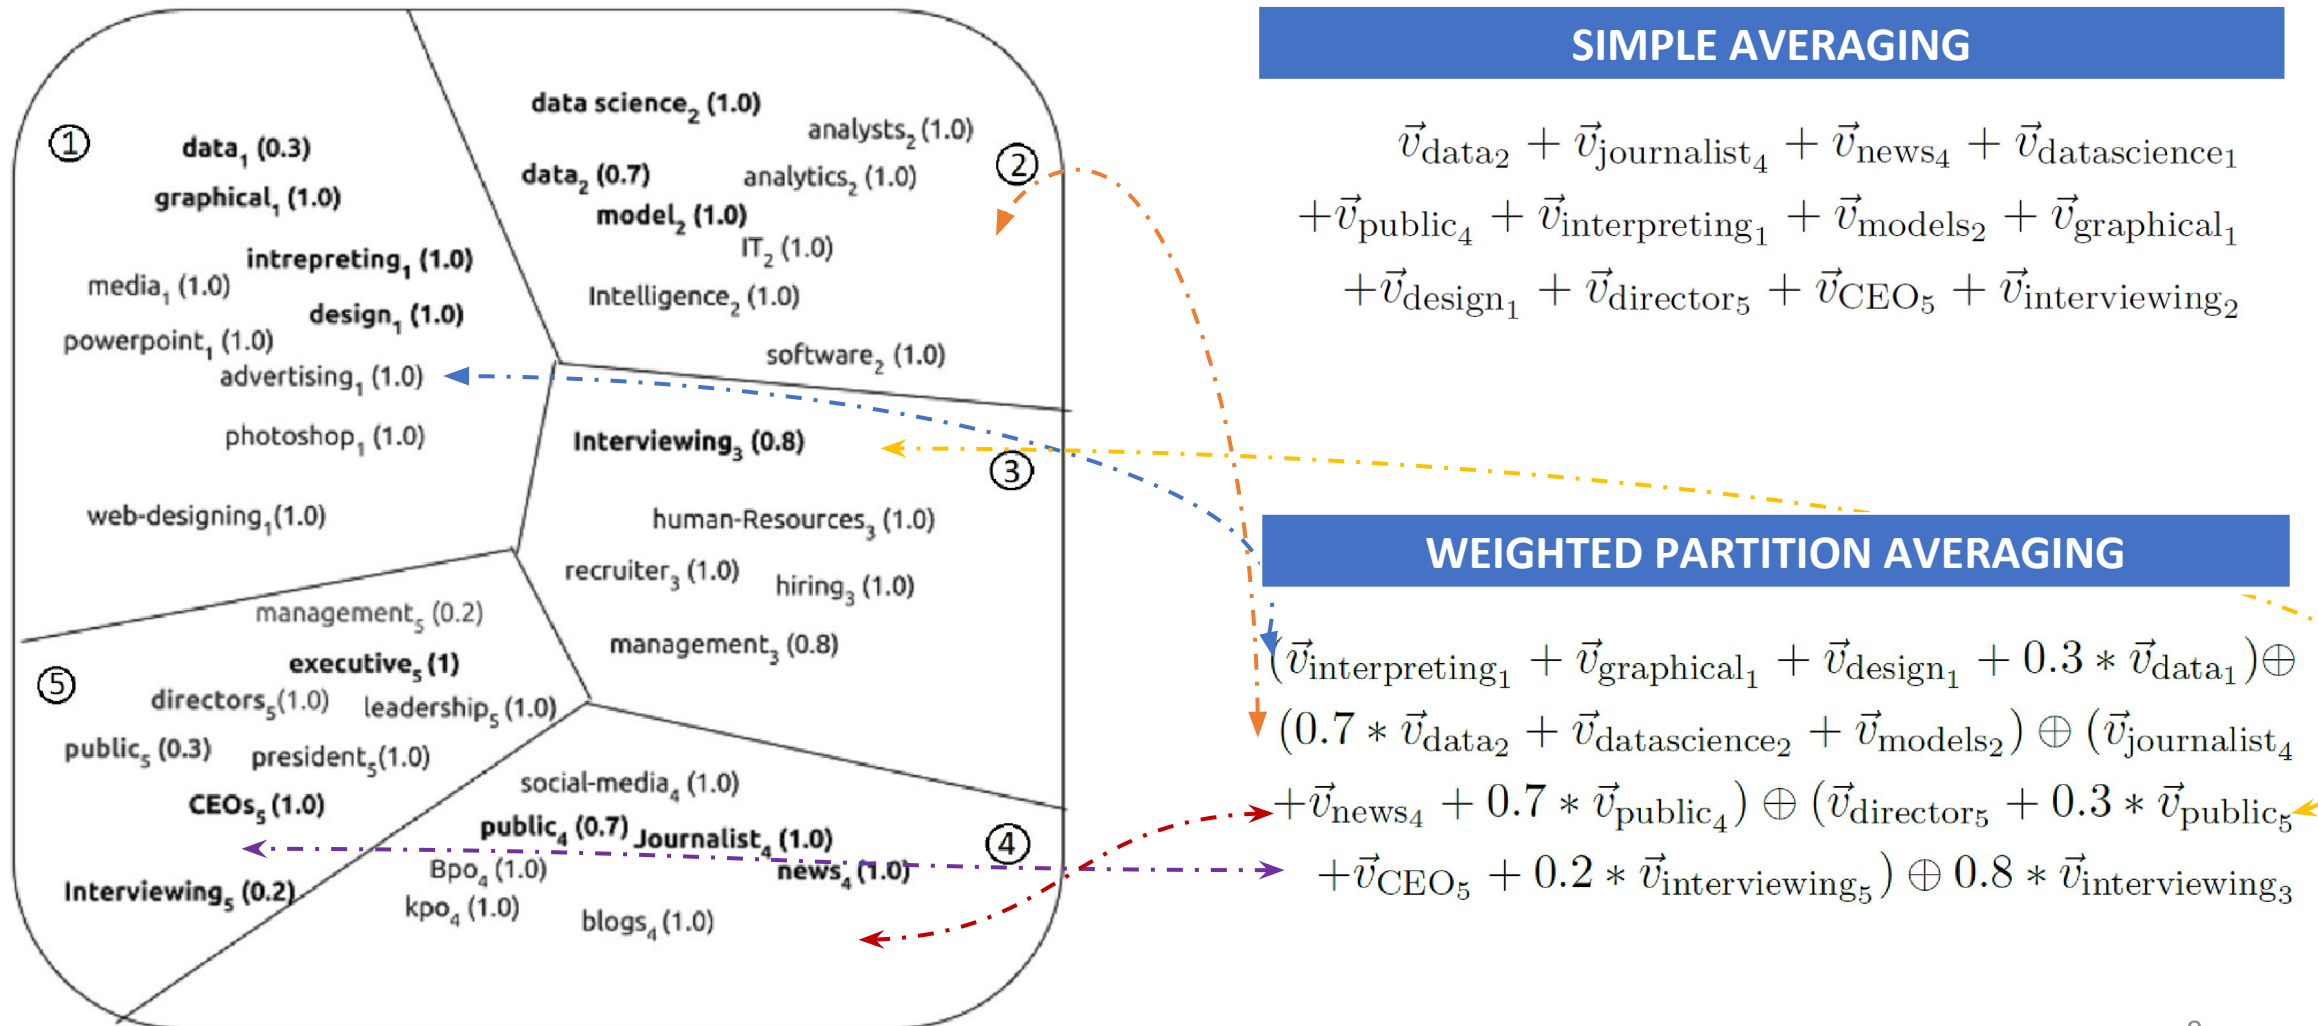 ①
data₁ (0.3)
graphical₁ (1.0)
intrepreting₁ (1.0)
media₁ (1.0)
design₁ (1.0)
powerpoint₁ (1.0)
advertising₁ (1.0)
photoshop₁ (1.0)
web-designing₁(1.0)
data science₂ (1.0)
analysts₂ (1.0)
②
data₂ (0.7)
analytics₂ (1.0)
model₂ (1.0)
IT₂ (1.0)
Intelligence₂ (1.0)
software₂ (1.0)
Interviewing₃ (0.8)
③
human-Resources₃ (1.0)
recruiter₃ (1.0)
hiring₃ (1.0)
management₃ (0.8)
management₅ (0.2)
executive₅ (1)
⑤
directors₅(1.0)
leadership₅ (1.0)
public₅ (0.3)
president₅(1.0)
CEOs₅ (1.0)
Interviewing₅ (0.2)
social-media₄ (1.0)
public₄ (0.7)
Journalist₄ (1.0)
④
Bpo₄ (1.0)
news₄ (1.0)
kpo₄ (1.0)
blogs₄ (1.0)
SIMPLE AVERAGING
v⃗data₂ + v⃗journalist₄ + v⃗news₄ + v⃗datascience₁
+v⃗public₄ + v⃗interpreting₁ + v⃗models₂ + v⃗graphical₁
+v⃗design₁ + v⃗director₅ + v⃗CEO₅ + v⃗interviewing₂
WEIGHTED PARTITION AVERAGING
(v⃗interpreting₁ + v⃗graphical₁ + v⃗design₁ + 0.3 * v⃗data₁)⊕
(0.7 * v⃗data₂ + v⃗datascience₂ + v⃗models₂) ⊕ (v⃗journalist₄
+v⃗news₄ + 0.7 * v⃗public₄) ⊕ (v⃗director₅ + 0.3 * v⃗public₅
+v⃗CEO₅ + 0.2 * v⃗interviewing₅) ⊕ 0.8 * v⃗interviewing₃